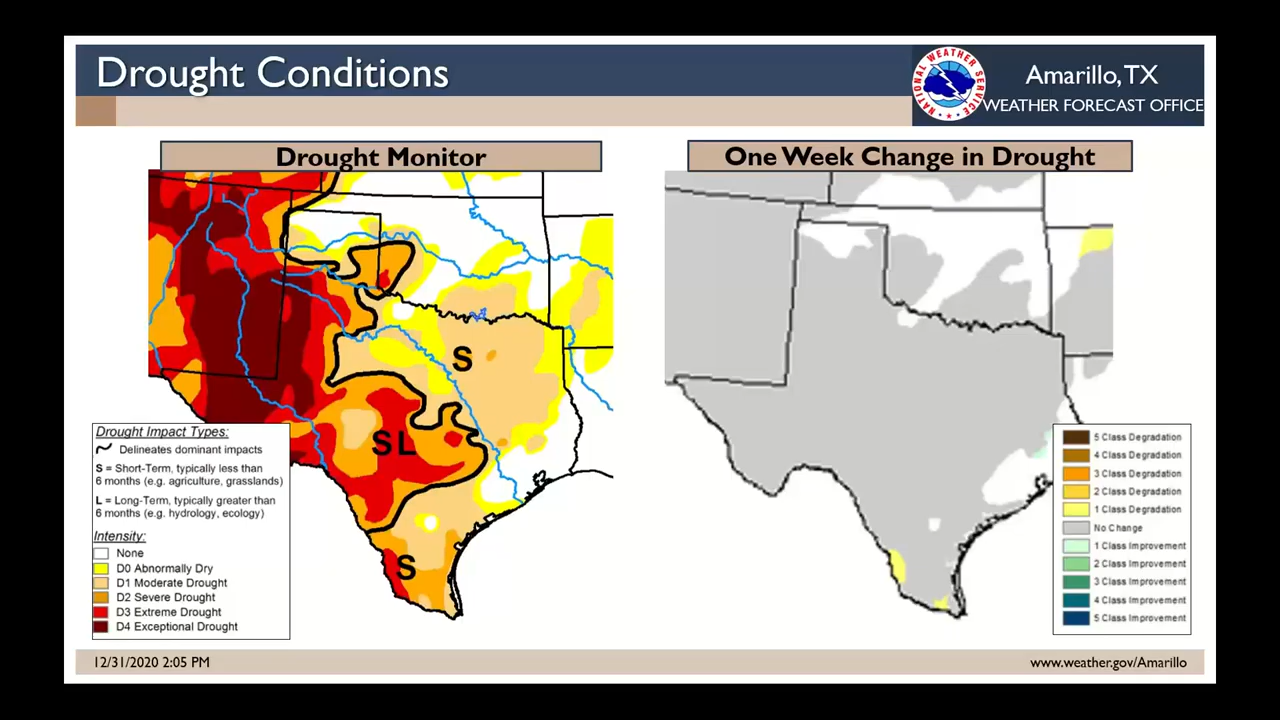 Drought Conditions
NATIONAL WEATHER SERVICE
Amarillo, TX
WEATHER FORECAST OFFICE
Drought Monitor
One Week Change in Drought
S
SL
S
Drought Impact Types:
Delineates dominant impacts
S = Short-Term, typically less than
6 months (e.g. agriculture, grasslands)
L = Long-Term, typically greater than
6 months (e.g. hydrology, ecology)
Intensity:
None
D0 Abnormally Dry
D1 Moderate Drought
D2 Severe Drought
D3 Extreme Drought
D4 Exceptional Drought
5 Class Degradation
4 Class Degradation
3 Class Degradation
2 Class Degradation
1 Class Degradation
No Change
1 Class Improvement
2 Class Improvement
3 Class Improvement
4 Class Improvement
5 Class Improvement
12/31/2020 2:05 PM
www.weather.gov/Amarillo